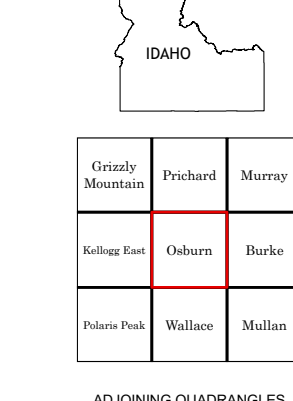 IDAHO
Grizzly
Mountain
Prichard
Murray
Kellogg East
Osburn
Burke
Polaris Peak
Wallace
Mullan
ADJOINING QUADRANGLES